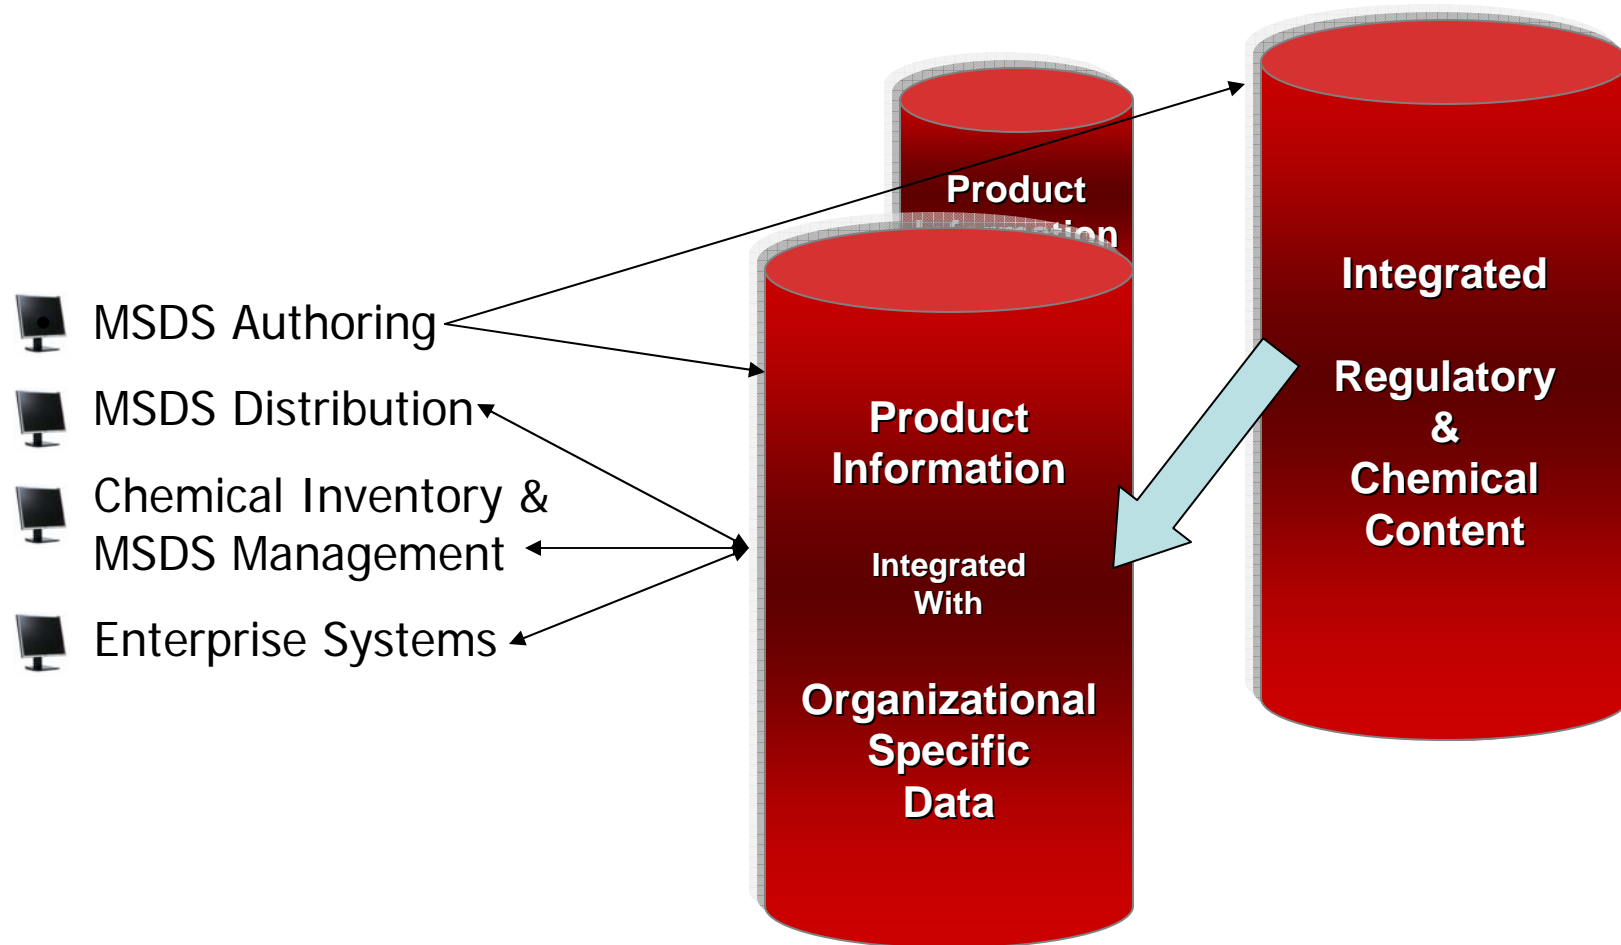 MSDS Authoring
MSDS Distribution
Chemical Inventory &
MSDS Management
Enterprise Systems
Product
Information
Product
Information
Integrated
With
Organizational
Specific
Data
Integrated
Regulatory
&
Chemical
Content